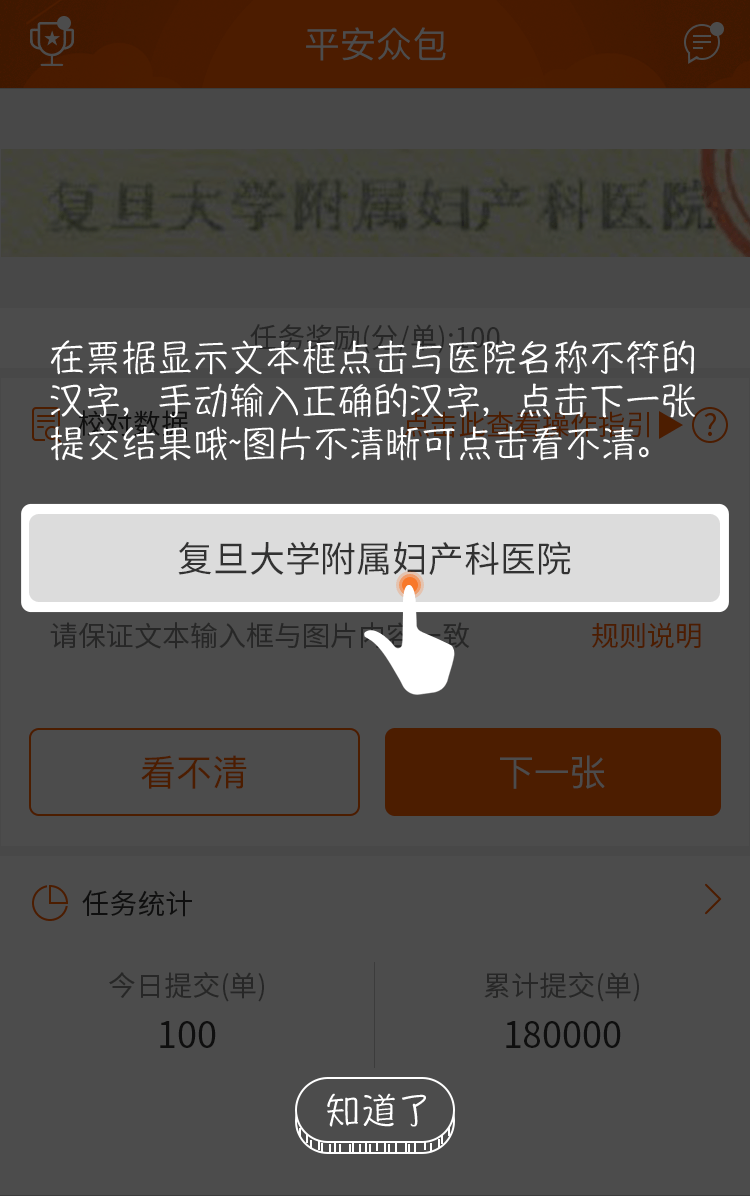 平安众包
复旦大学附属妇产科医院
任务奖励(分/单):100
在票据显示文本框点击与医院名称不符的
汉字，手动输入正确的汉字，点击下一张
提交结果哦~图片不清晰可点击看不清。
校对数据
点击此查看操作指引
?
复旦大学附属妇产科医院
请保证文本输入框与图片内容一致
规则说明
看不清
下一张
任务统计
今日提交(单)
累计提交(单)
100
180000
知道了